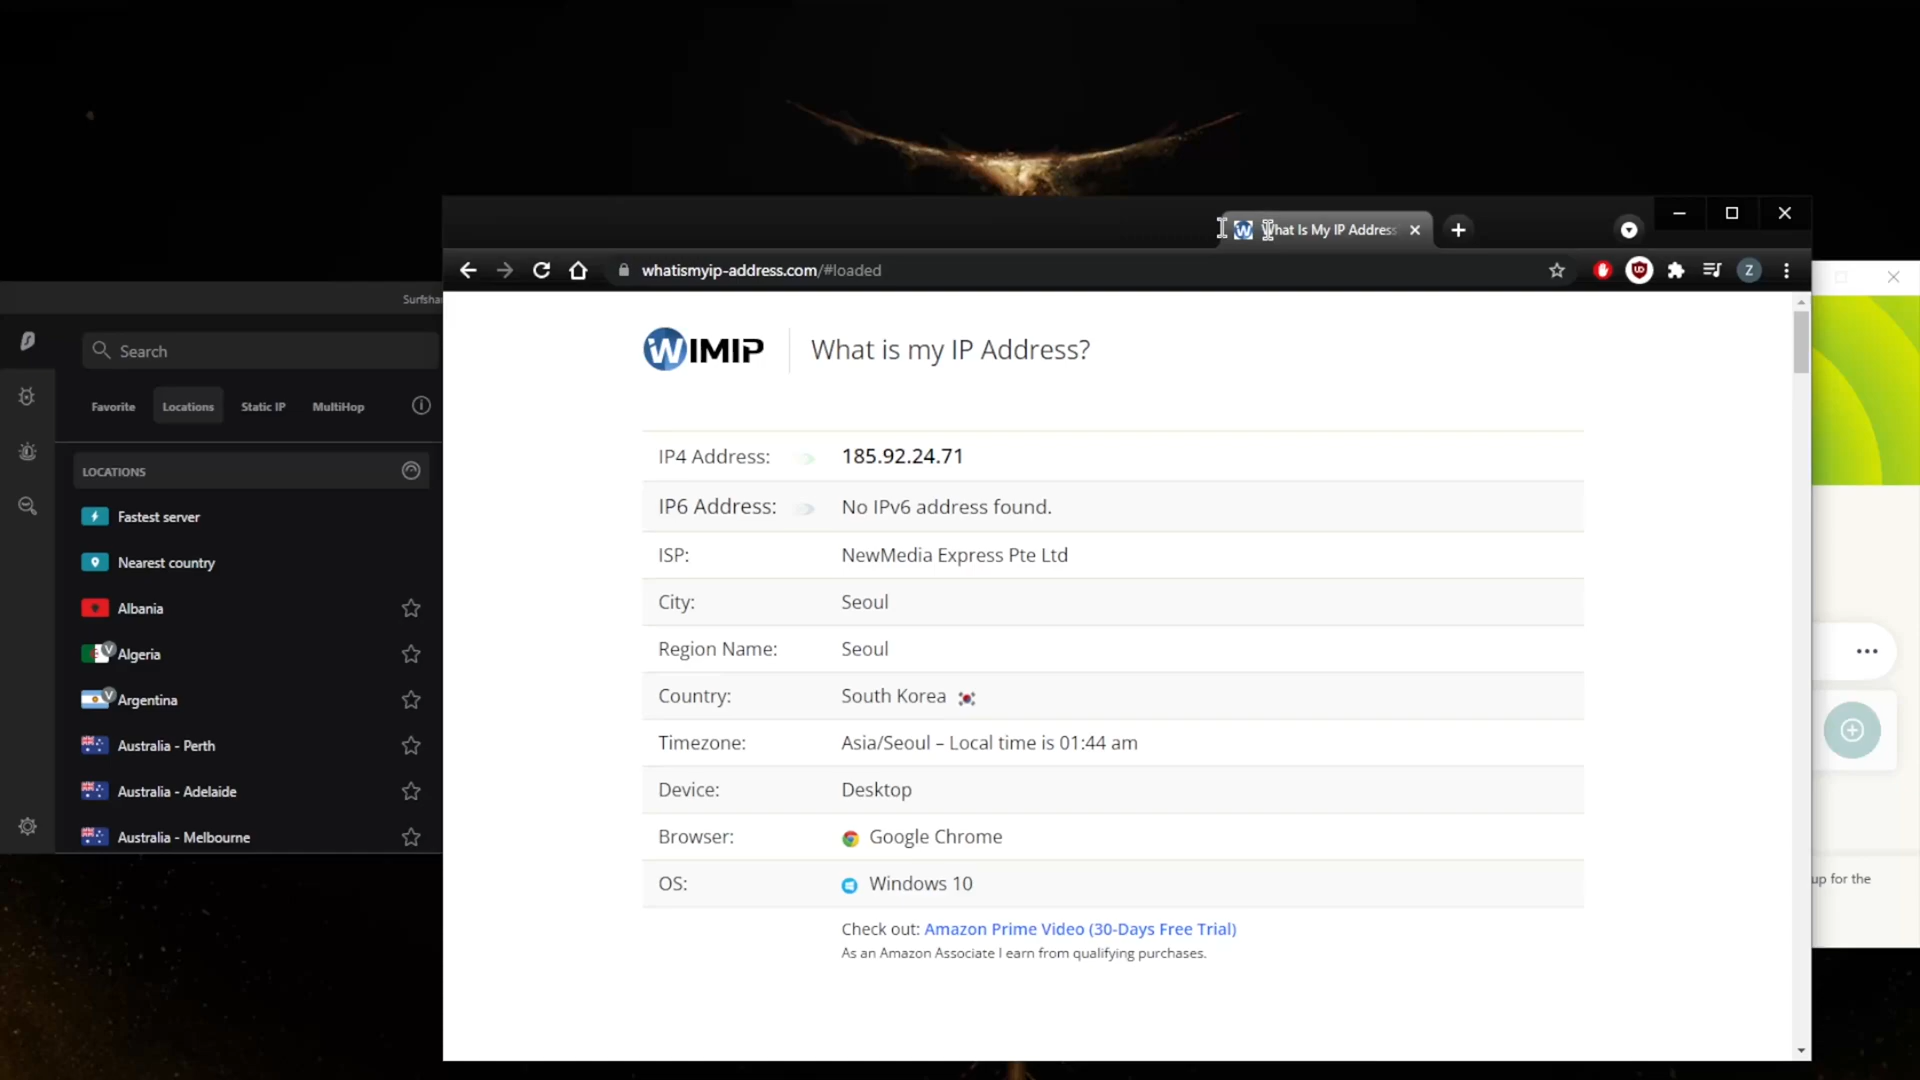 What Is My IP Address
whatismyip-address.com/#loaded
Z
Surfsha
Search
Favorite Locations Static IP MultiHop
LOCATIONS
Fastest server
Nearest country
Albania
V Algeria
V Argentina
Australia - Perth
Australia - Adelaide
Australia - Melbourne
WIMIP What is my IP Address?
IP4 Address: 185.92.24.71
IP6 Address: No IPv6 address found.
ISP: NewMedia Express Pte Ltd
City: Seoul
Region Name: Seoul
Country: South Korea
Timezone: Asia/Seoul – Local time is 01:44 am
Device: Desktop
Browser: Google Chrome
OS: Windows 10
Check out: Amazon Prime Video (30-Days Free Trial)
As an Amazon Associate I earn from qualifying purchases.
up for the